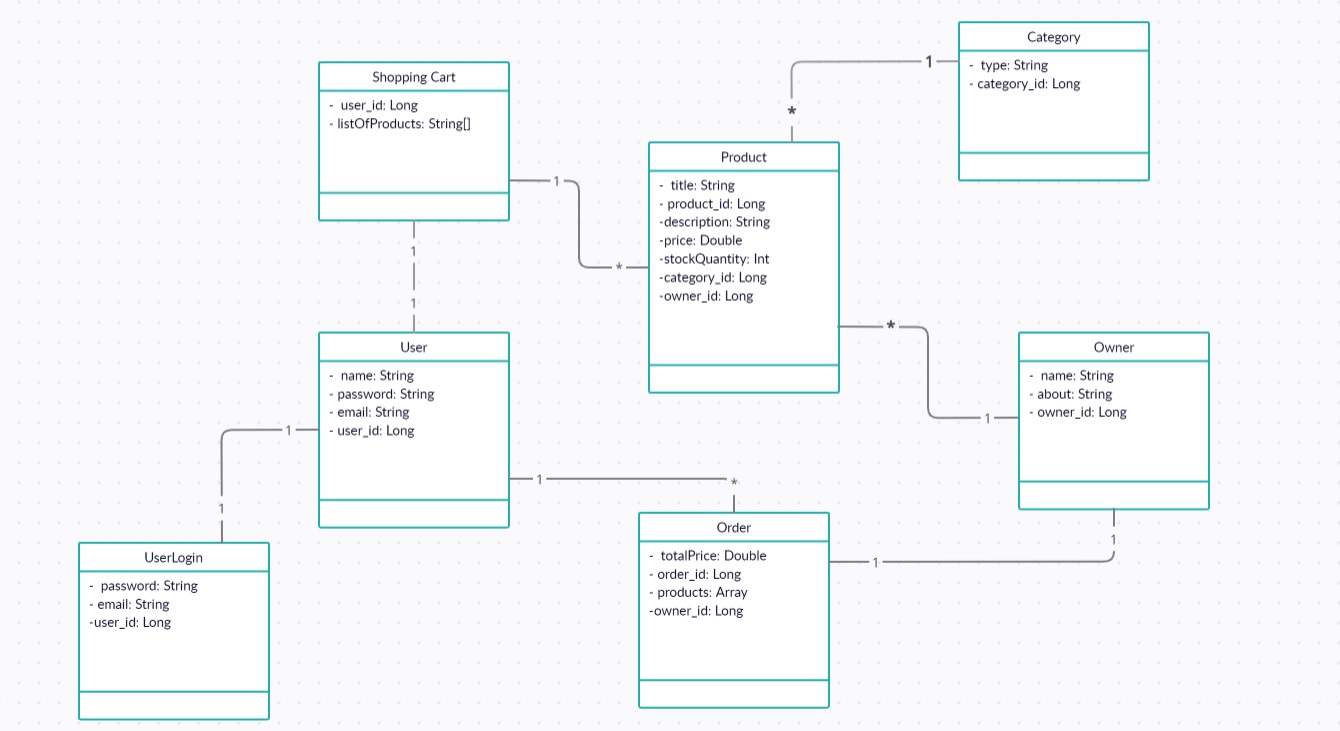 Category
- type: String
- category_id: Long
Shopping Cart
- user_id: Long
- listOfProducts: String[]
1
*
Product
- title: String
- product_id: Long
-description: String
-price: Double
-stockQuantity: Int
-category_id: Long
-owner_id: Long
1
*
1
1
User
- name: String
- password: String
- email: String
- user_id: Long
*
1
Owner
- name: String
- about: String
- owner_id: Long
1
1
UserLogin
- password: String
- email: String
-user_id: Long
1
*
Order
- totalPrice: Double
- order_id: Long
- products: Array
-owner_id: Long
1
1